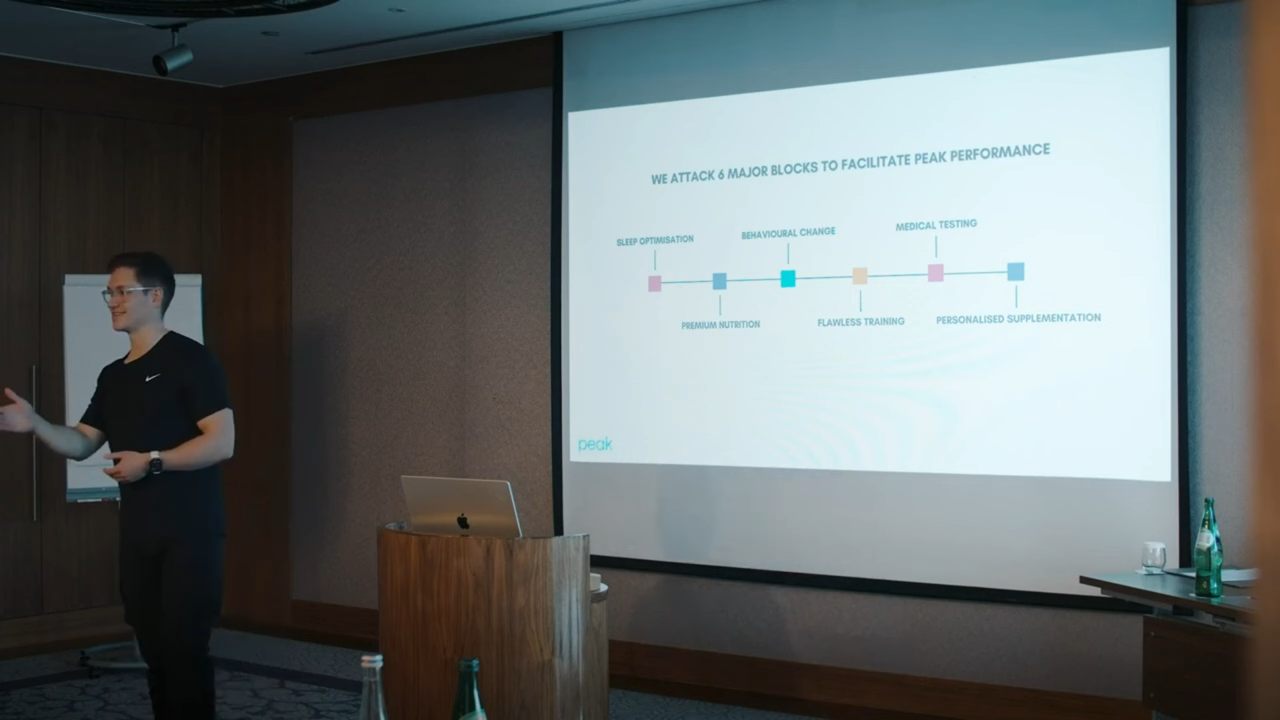 WE ATTACK 6 MAJOR BLOCKS TO FACILITATE PEAK PERFORMANCE
SLEEP OPTIMISATION
BEHAVIOURAL CHANGE
MEDICAL TESTING
PREMIUM NUTRITION
FLAWLESS TRAINING
PERSONALISED SUPPLEMENTATION
peak